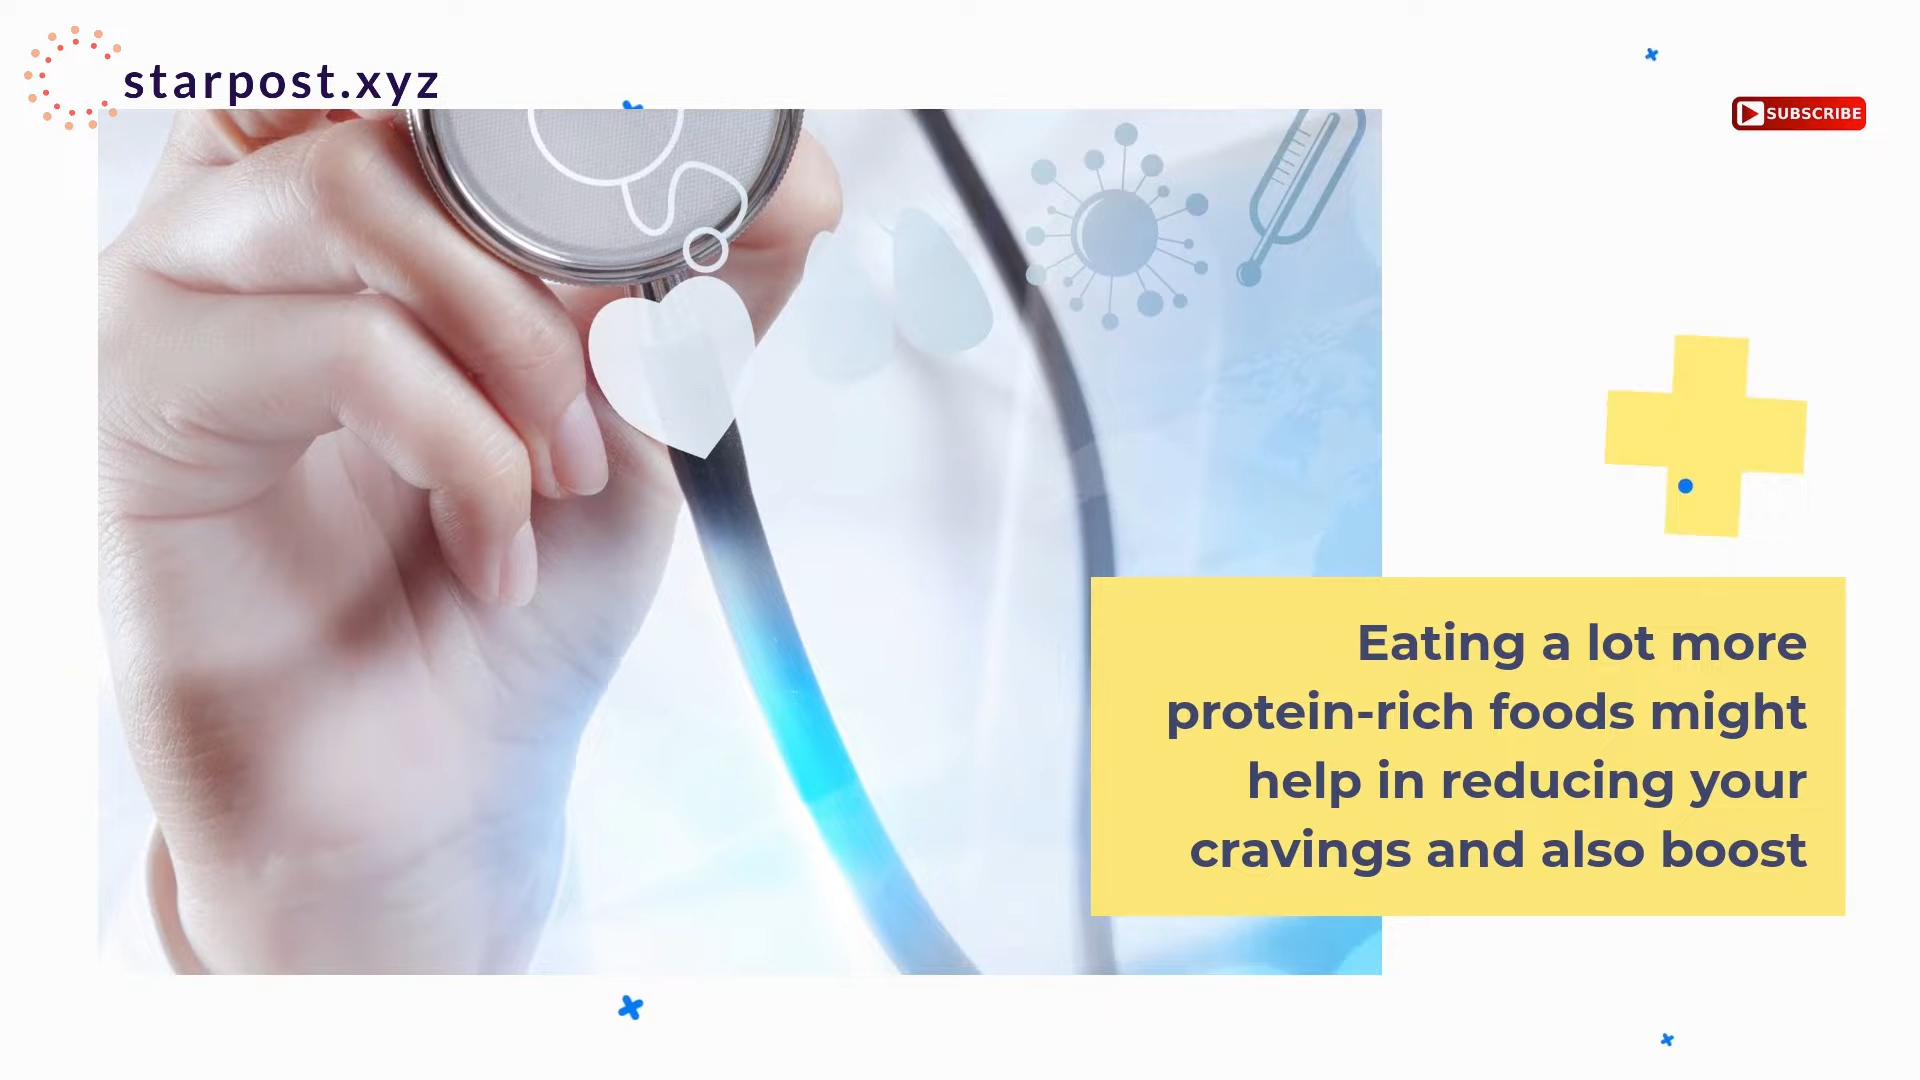 starpost.xyz
SUBSCRIBE
Eating a lot more
protein-rich foods might
help in reducing your
cravings and also boost